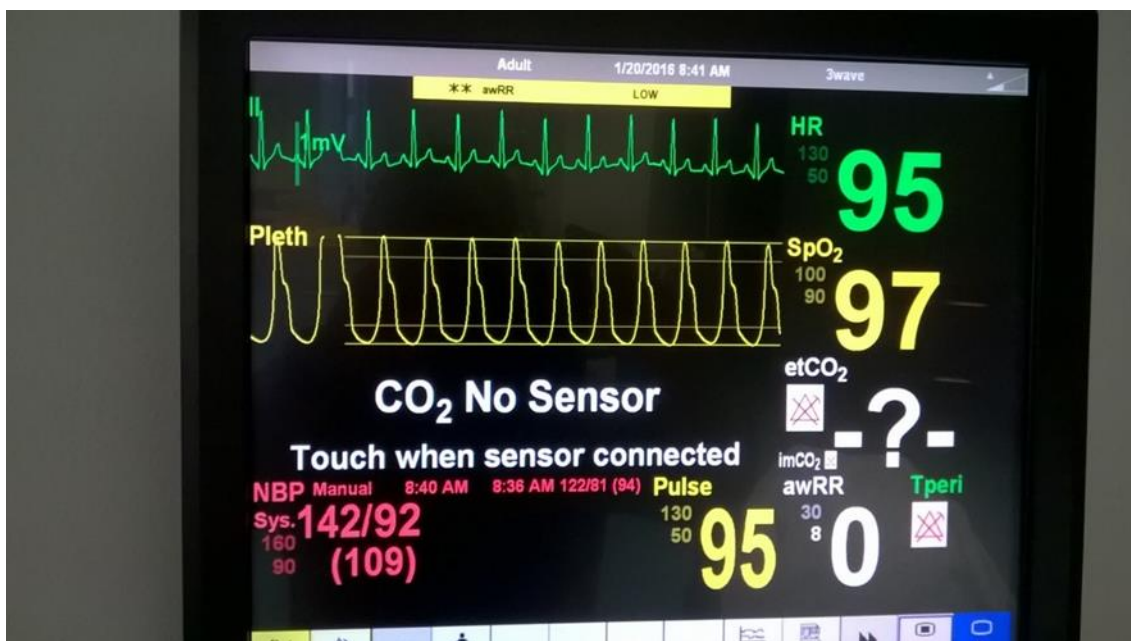 Adult 1/20/2016 8:41 AM 3wave
** awRR LOW
II
1mV
HR
130
50
95
Pleth
SpO2
100
90
97
etCO2
CO2 No Sensor
-?-
Touch when sensor connected
imCO2
NBP Manual 8:40 AM 8:36 AM 122/81 (94)
Sys.
160
90
142/92
(109)
Pulse
130
50
95
awRR
30
8
0
Tperi